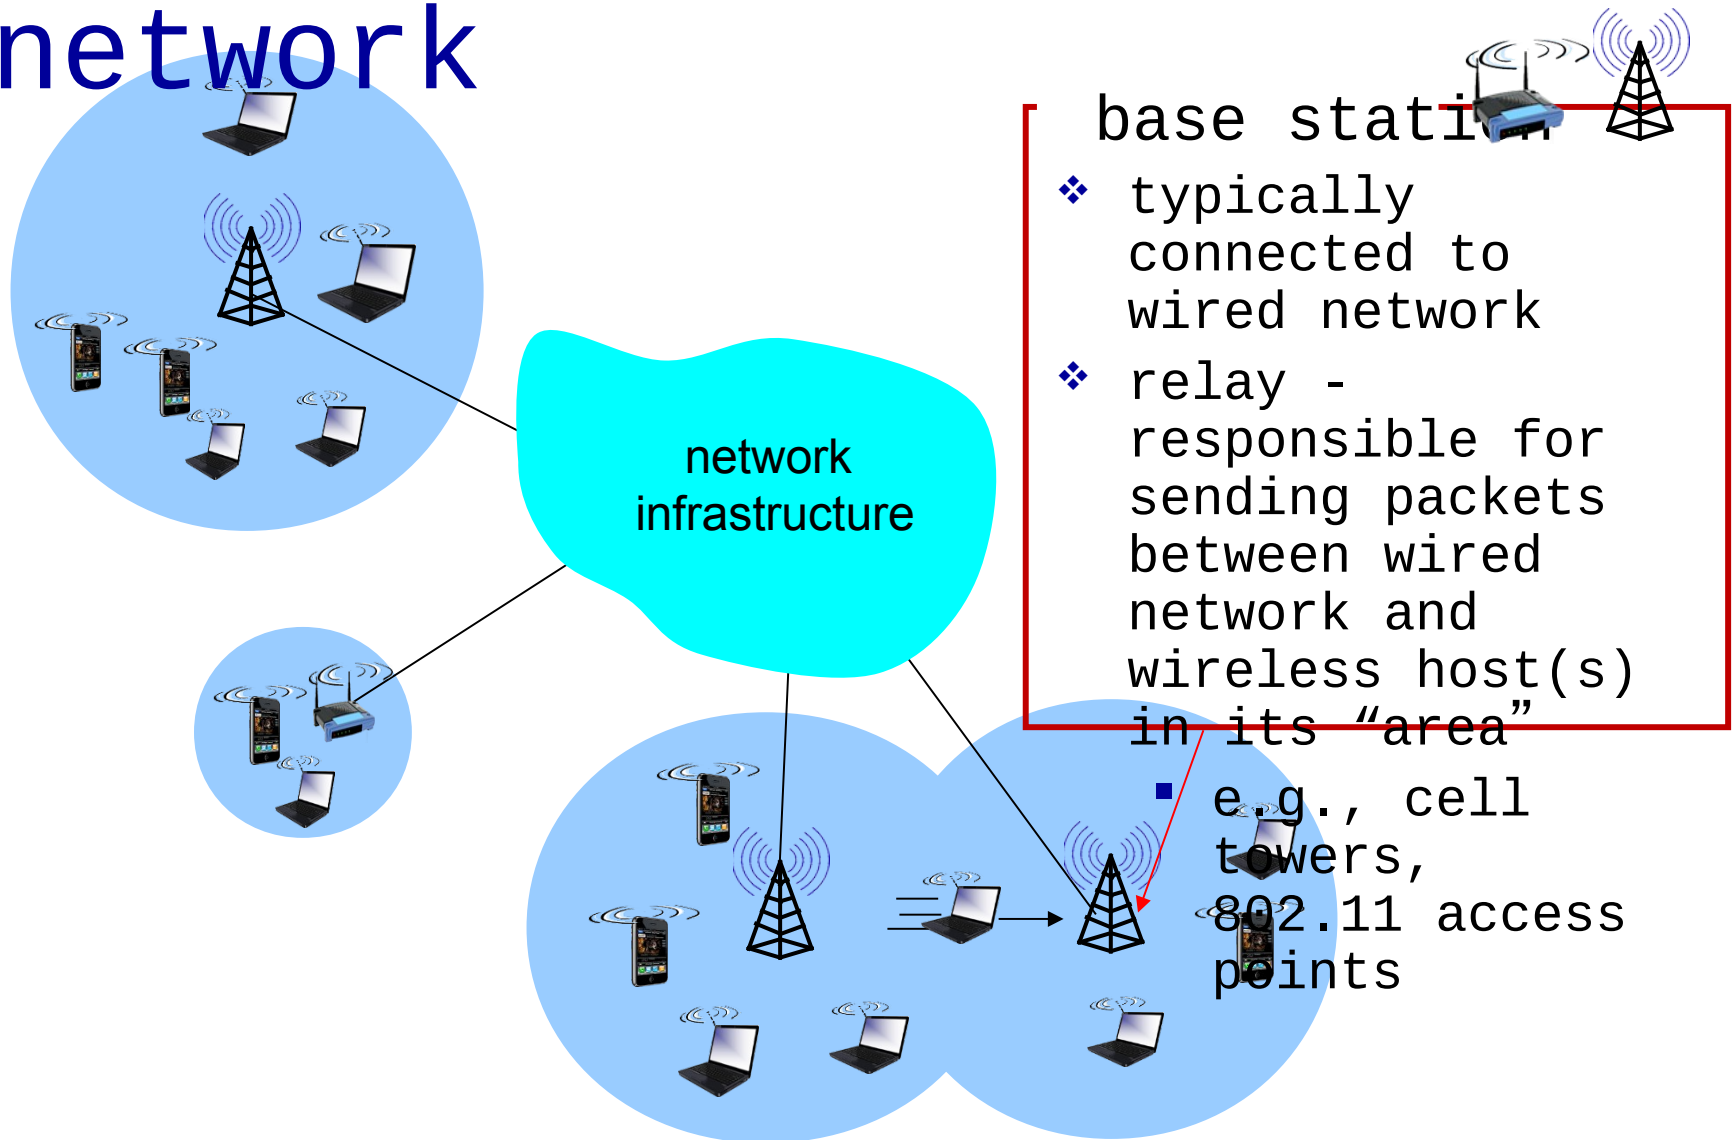 network
base station
typically
connected to
wired network
relay -
responsible for
sending packets
between wired
network and
wireless host(s)
in its “area”
e.g., cell
towers,
802.11 access
points
network
infrastructure